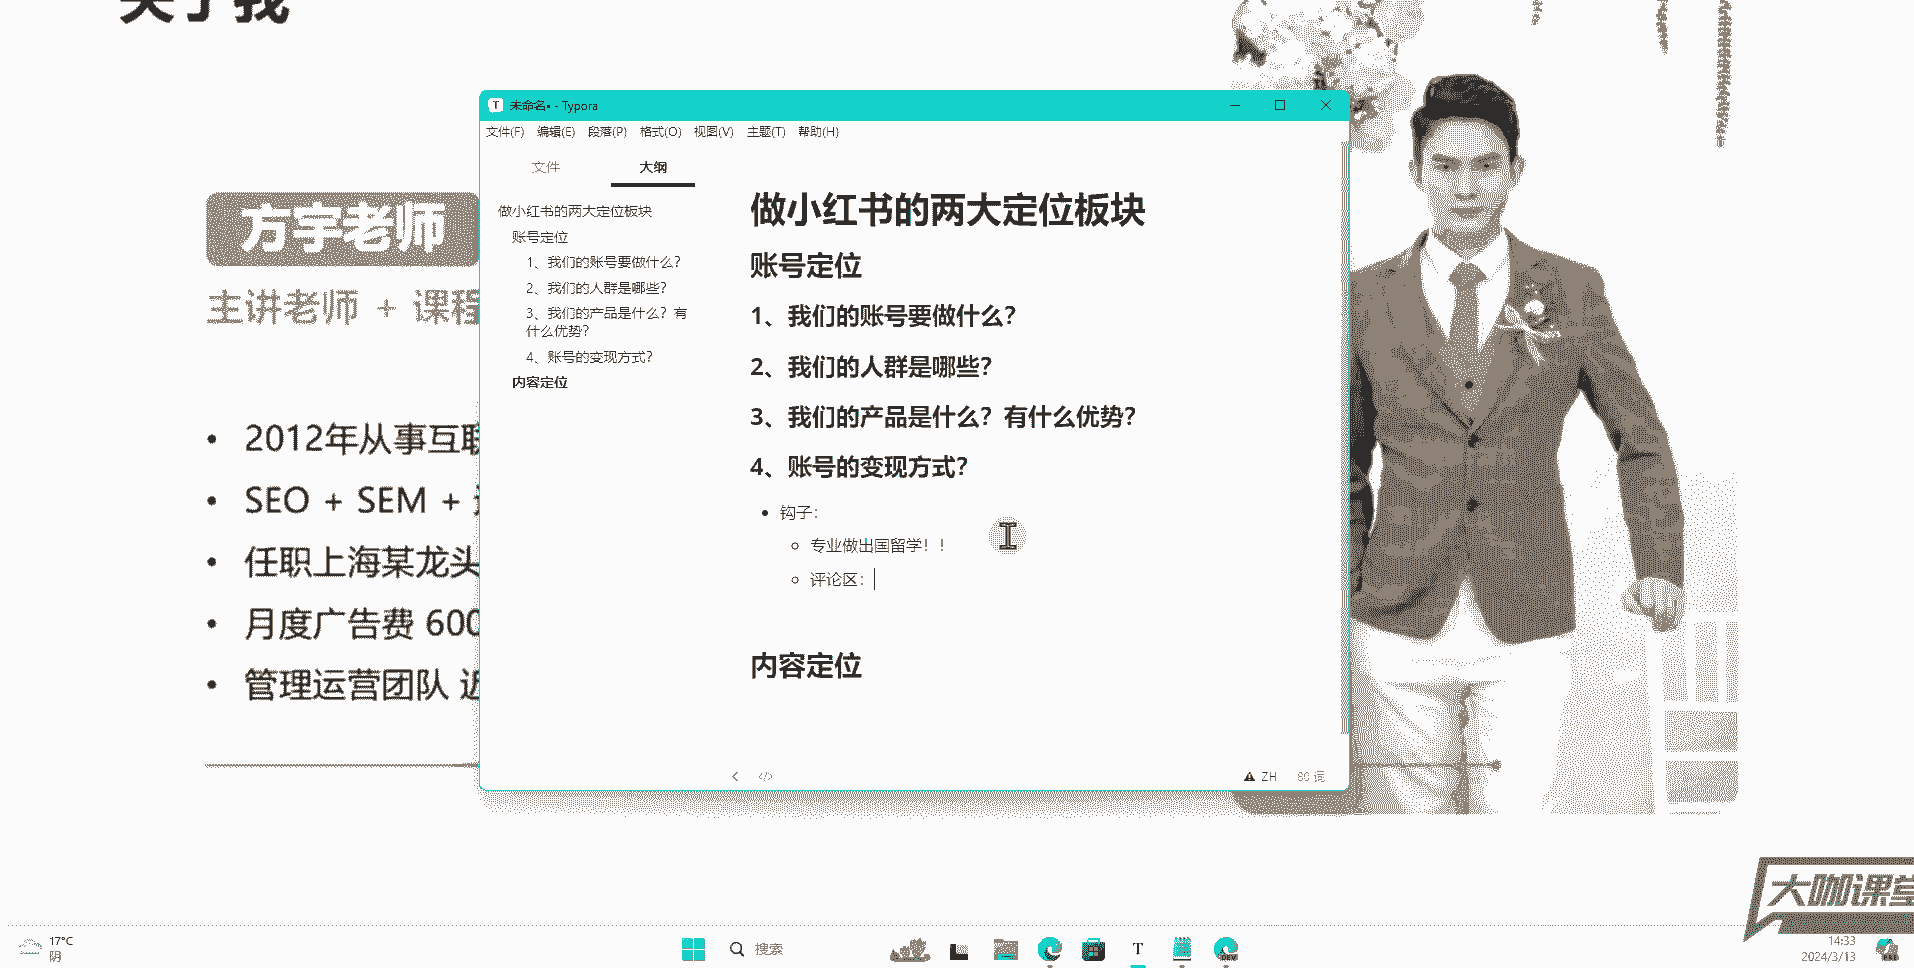 关于我
方宇老师
主讲老师 + 课程
2012年从事互联
SEO + SEM +
任职上海某龙头
月度广告费 600
管理运营团队 近
未命名• - Typora
文件(F) 编辑(E) 段落(P) 格式(O) 视图(V) 主题(T) 帮助(H)
文件 大纲
做小红书的两大定位板块
账号定位
1、我们的账号要做什么?
2、我们的人群是哪些?
3、我们的产品是什么? 有
什么优势?
4、账号的变现方式?
内容定位
做小红书的两大定位板块
账号定位
1、我们的账号要做什么?
2、我们的人群是哪些?
3、我们的产品是什么? 有什么优势?
4、账号的变现方式?
钩子:
专业做出国留学! !
评论区:
内容定位
ZH
大咖课堂
17°C
阴
搜索
DEV
14:33
2024/3/13
PRE